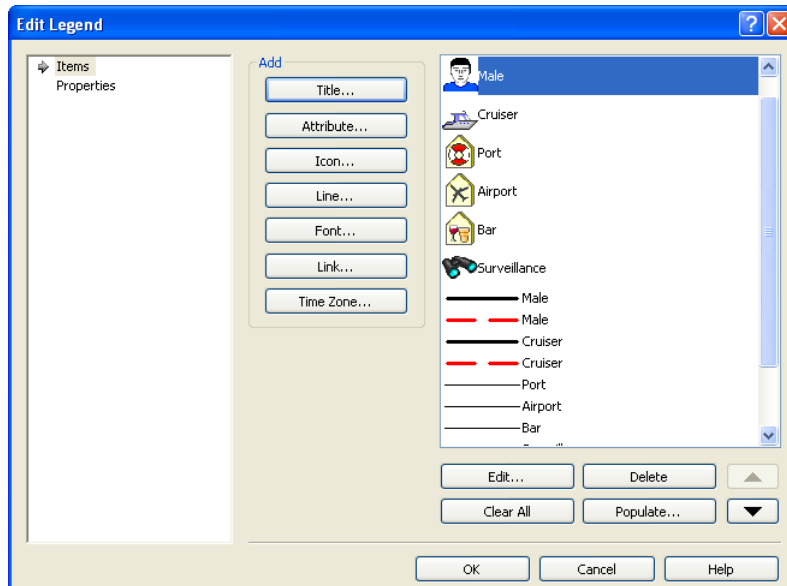 Edit Legend
Items
Properties
Add
Title...
Attribute...
Icon...
Line...
Font...
Link...
Time Zone...
Male
Cruiser
Port
Airport
Bar
Surveillance
Male
Male
Cruiser
Cruiser
Port
Airport
Bar
Edit...
Delete
Clear All
Populate...
OK
Cancel
Help